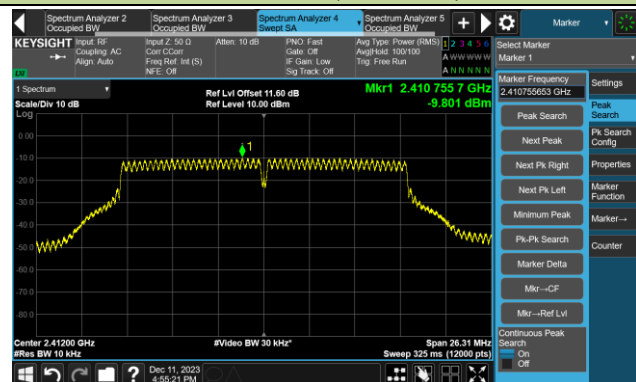 Spectrum Analyzer 2
Occupied BW
Spectrum Analyzer 3
Occupied BW
Spectrum Analyzer 4
Swept SA
Spectrum Analyzer 5
Occupied BW
Marker
KEYSIGHT
Input: RF
Coupling: AC
Align: Auto
Input Z: 50 Ω
Corr CCorr
Freq Ref: Int (S)
NFE: Off
Atten: 10 dB
PNO: Fast
Gate: Off
IF Gain: Low
Sig Track: Off
Avg Type: Power (RMS)
Avg|Hold: 100/100
Trig: Free Run
1 2 3 4 5 6
A W W W W W
A N N N N N
Select Marker
Marker 1
1 Spectrum
Scale/Div 10 dB
Log
Ref Lvl Offset 11.60 dB
Ref Level 10.00 dBm
Mkr1 2.410 755 7 GHz
-9.801 dBm
0.00
-10.0
-20.0
-30.0
-40.0
-50.0
-60.0
-70.0
-80.0
1
Center 2.41200 GHz
#Res BW 10 kHz
#Video BW 30 kHz*
Span 26.31 MHz
Sweep 325 ms (12000 pts)
Marker Frequency
2.410755653 GHz
Peak Search
Next Peak
Next Pk Right
Next Pk Left
Minimum Peak
Pk-Pk Search
Marker Delta
Mkr→CF
Mkr→Ref Lvl
Continuous Peak
Search
On
Off
Settings
Peak
Search
Pk Search
Config
Properties
Marker
Function
Marker→
Counter
Dec 11, 2023
4:55:21 PM